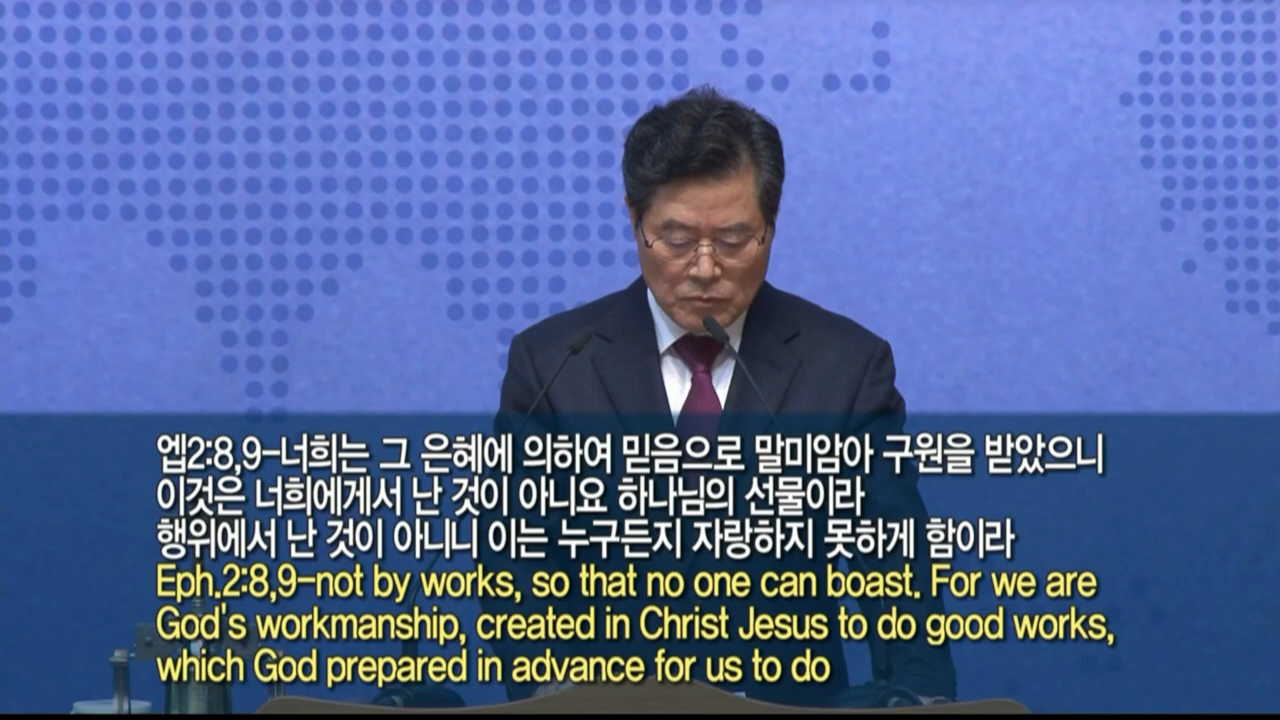 엡2:8,9-너희는 그 은혜에 의하여 믿음으로 말미암아 구원을 받았으니
이것은 너희에게서 난 것이 아니요 하나님의 선물이라
행위에서 난 것이 아니니 이는 누구든지 자랑하지 못하게 함이라
Eph.2:8,9-not by works, so that no one can boast. For we are
God's workmanship, created in Christ Jesus to do good works,
which God prepared in advance for us to do